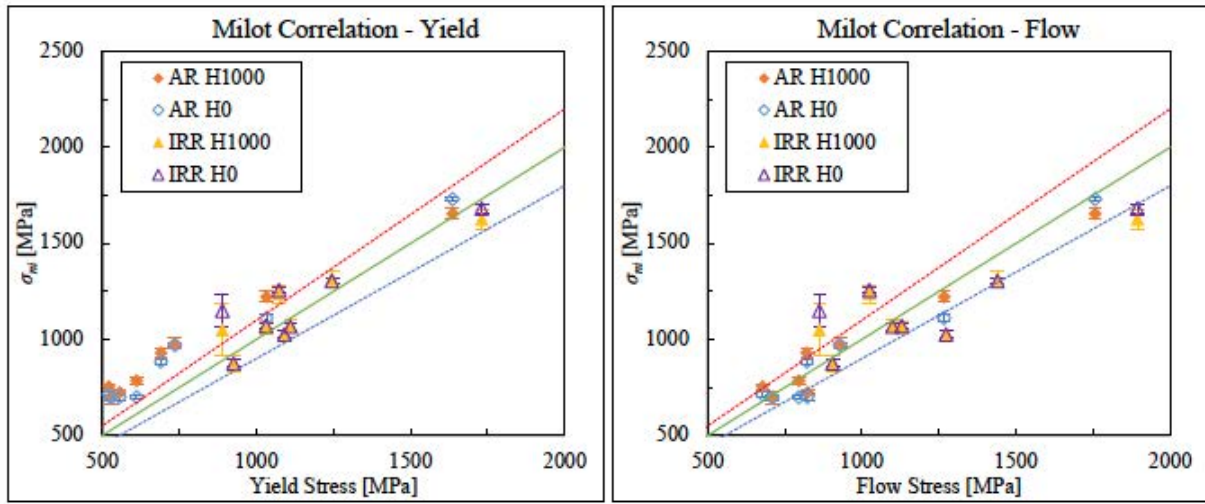 Milot Correlation - Yield
2500
2000
1500
1000
500
σni [MPa]
AR H1000
AR H0
IRR H1000
IRR H0
500 1000 1500 2000
Yield Stress [MPa]
Milot Correlation - Flow
2500
2000
1500
1000
500
σni [MPa]
AR H1000
AR H0
IRR H1000
IRR H0
500 1000 1500 2000
Flow Stress [MPa]